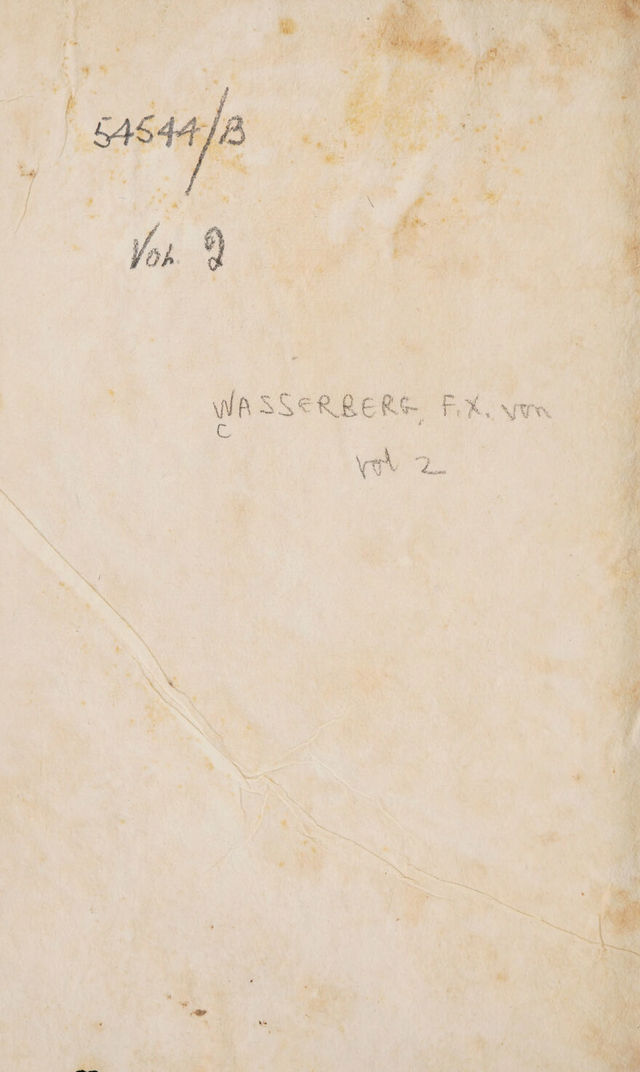 54544/B
Vol. 2
WASSERBERG, F.X. von
C
vol 2